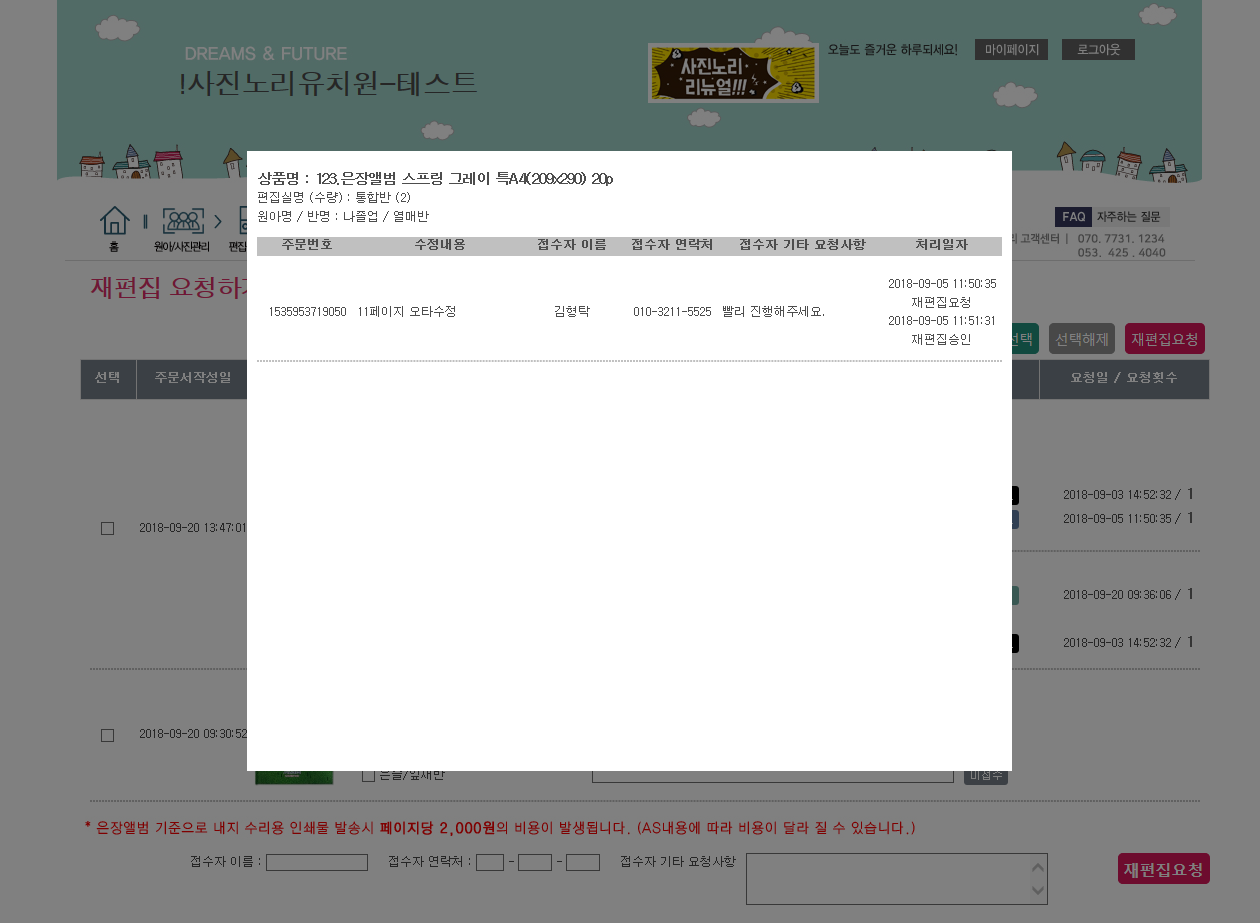 DREAMS & FUTURE
!사진노리유치원-테스트
사진노리
리뉴얼!!!
오늘도 즐거운 하루되세요!
마이페이지
로그아웃
홈
원아/사진관리
편집
FAQ 자주하는 질문
고객센터 | 070. 7731. 1234
053. 425 . 4040
재편집 요청하기
선택
선택해제
재편집요청
선택
주문서작성일
요청일 / 요청횟수
상품명 : 123.은장앨범 스프링 그레이 특A4(209x290) 20p
편집실명 (수량) : 통합반 (2)
원아명 / 반명 : 나졸업 / 열매반
주문번호 수정내용 접수자 이름 접수자 연락처 접수자 기타 요청사항 처리일자
1535953719050 11페이지 오타수정 김형탁 010-3211-5525 빨리 진행해주세요.
2018-09-05 11:50:35
재편집요청
2018-09-05 11:51:31
재편집승인
2018-09-20 13:47:01
2018-09-03 14:52:32 / 1
2018-09-05 11:50:35 / 1
2018-09-20 09:36:06 / 1
2018-09-03 14:52:32 / 1
2018-09-20 09:30:52
은솔/잎새반
미접수
* 은장앨범 기준으로 내지 수리용 인쇄물 발송시 페이지당 2,000원의 비용이 발생됩니다. (AS내용에 따라 비용이 달라 질 수 있습니다.)
접수자 이름 : 접수자 연락처 : - - 접수자 기타 요청사항
재편집요청